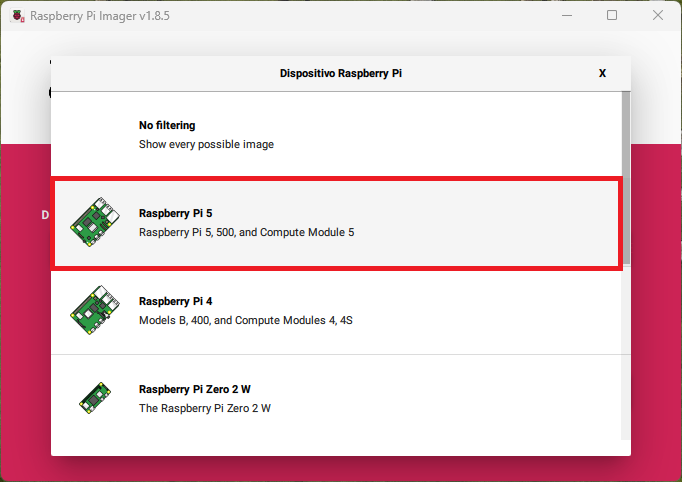 Raspberry Pi Imager v1.8.5
Dispositivo Raspberry Pi
X
No filtering
Show every possible image
D
Raspberry Pi 5
Raspberry Pi 5, 500, and Compute Module 5
Raspberry Pi 4
Models B, 400, and Compute Modules 4, 4S
Raspberry Pi Zero 2 W
The Raspberry Pi Zero 2 W